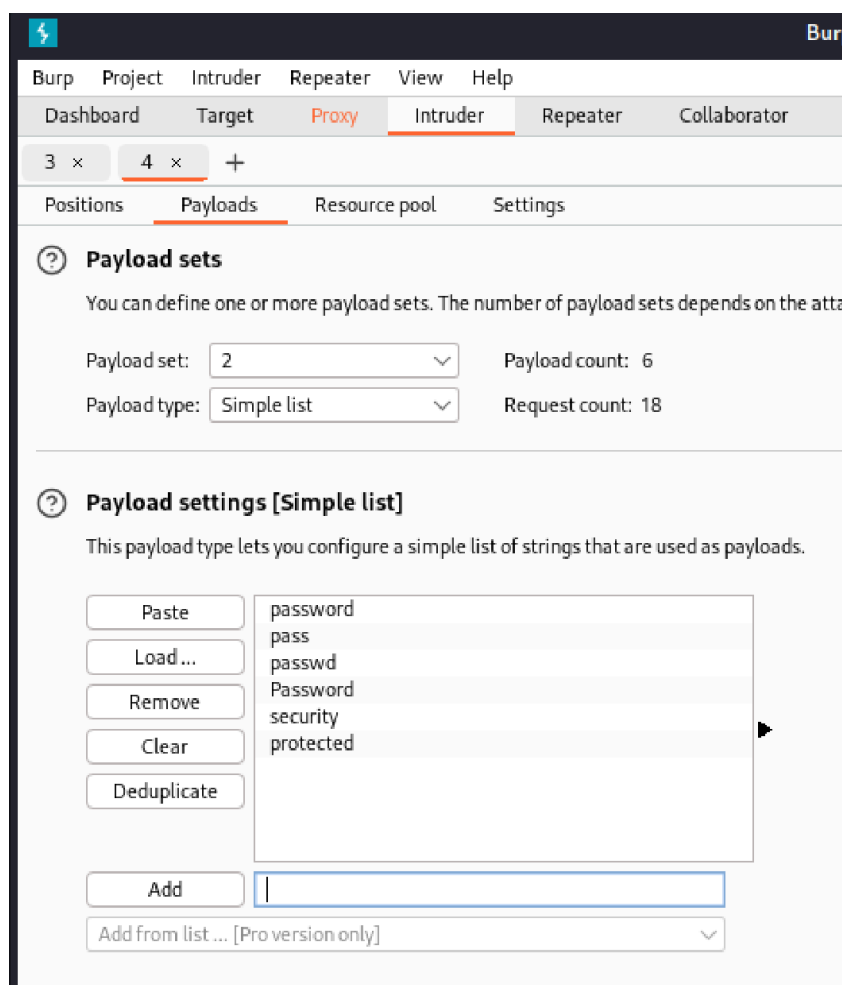 Bur
Burp Project Intruder Repeater View Help
Dashboard Target Proxy Intruder Repeater Collaborator
3 × 4 × +
Positions Payloads Resource pool Settings
? Payload sets
You can define one or more payload sets. The number of payload sets depends on the atta
Payload set: 2 Payload count: 6
Payload type: Simple list Request count: 18
? Payload settings [Simple list]
This payload type lets you configure a simple list of strings that are used as payloads.
Paste
Load ...
Remove
Clear
Deduplicate
password
pass
passwd
Password
security
protected
Add
Add from list ... [Pro version only]